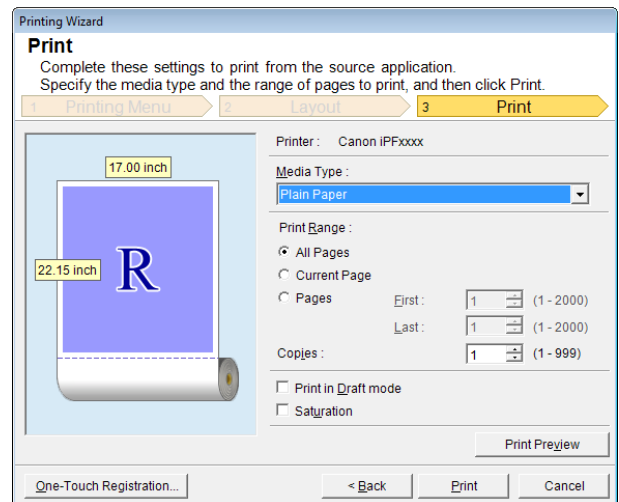 Printing Wizard
Print
Complete these settings to print from the source application.
Specify the media type and the range of pages to print, and then click Print.
1 Printing Menu 2 Layout 3 Print
Printer : Canon iPFxxxx
17.00 inch
Media Type :
Plain Paper
Print Range :
All Pages
22.15 inch
R
Current Page
Pages First : 1 (1 - 2000)
Last : 1 (1 - 2000)
Copies : 1 (1 - 999)
Print in Draft mode
Saturation
Print Preview
One-Touch Registration... < Back Print Cancel